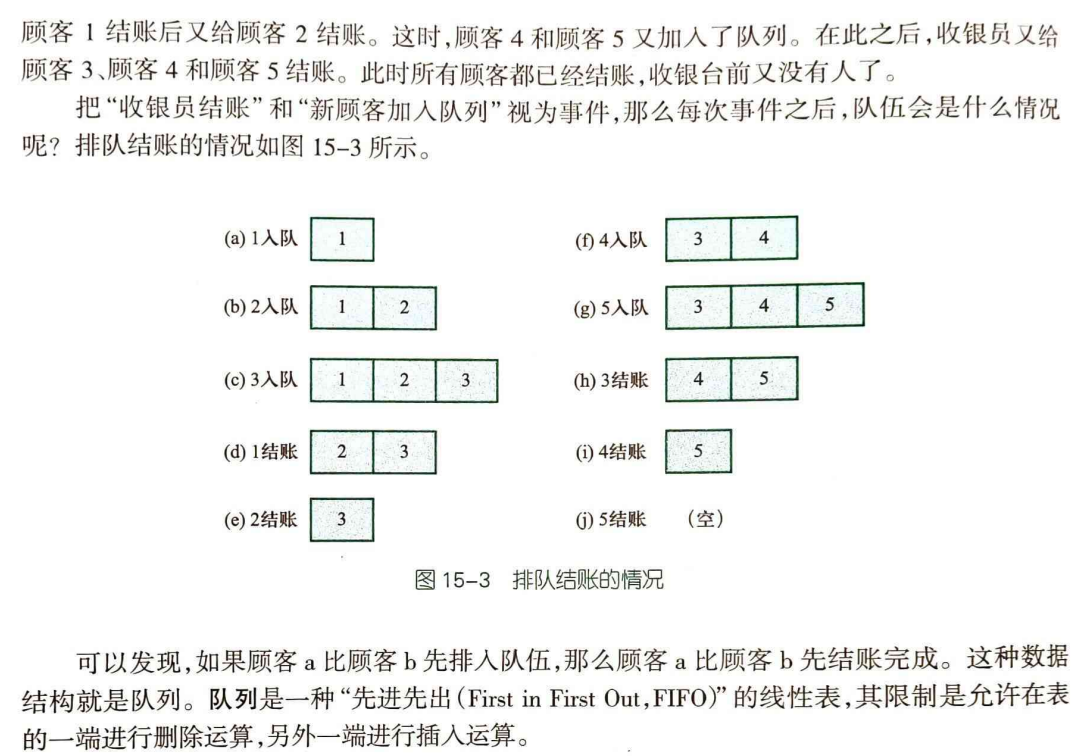 顾客 1 结账后又给顾客 2 结账。这时,顾客 4 和顾客 5 又加入了队列。在此之后,收银员又给
顾客 3、顾客 4 和顾客 5 结账。此时所有顾客都已经结账,收银台前又没有人了。
把“收银员结账”和“新顾客加入队列”视为事件,那么每次事件之后,队伍会是什么情况
呢? 排队结账的情况如图 15-3 所示。
(a) 1入队 1
(b) 2入队 1 2
(c) 3入队 1 2 3
(d) 1结账 2 3
(e) 2结账 3
(f) 4入队 3 4
(g) 5入队 3 4 5
(h) 3结账 4 5
(i) 4结账 5
(j) 5结账 (空)
图 15-3 排队结账的情况
可以发现,如果顾客 a 比顾客 b 先排入队伍,那么顾客 a 比顾客 b 先结账完成。这种数据
结构就是队列。队列是一种“先进先出(First in First Out,FIFO)”的线性表,其限制是允许在表
的一端进行删除运算,另外一端进行插入运算。